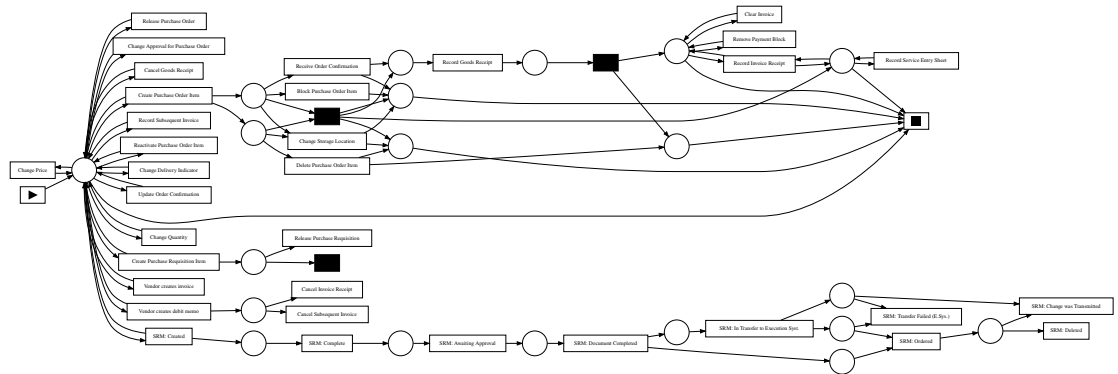 Release Purchase Order
Change Approval for Purchase Order
Cancel Goods Receipt
Create Purchase Order Item
Record Subsequent Invoice
Reactivate Purchase Order Item
Change Price
Change Delivery Indicator
Update Order Confirmation
Change Quantity
Create Purchase Requisition Item
Vendor creates invoice
Vendor creates debit memo
SRM: Created
Receive Order Confirmation
Block Purchase Order Item
Change Storage Location
Delete Purchase Order Item
Release Purchase Requisition
Cancel Invoice Receipt
Cancel Subsequent Invoice
SRM: Complete
Record Goods Receipt
SRM: Awaiting Approval
SRM: Document Completed
Clear Invoice
Remove Payment Block
Record Invoice Receipt
SRM: In Transfer to Execution Syst.
Record Service Entry Sheet
SRM: Transfer Failed (E.Sys.)
SRM: Ordered
SRM: Change was Transmitted
SRM: Deleted